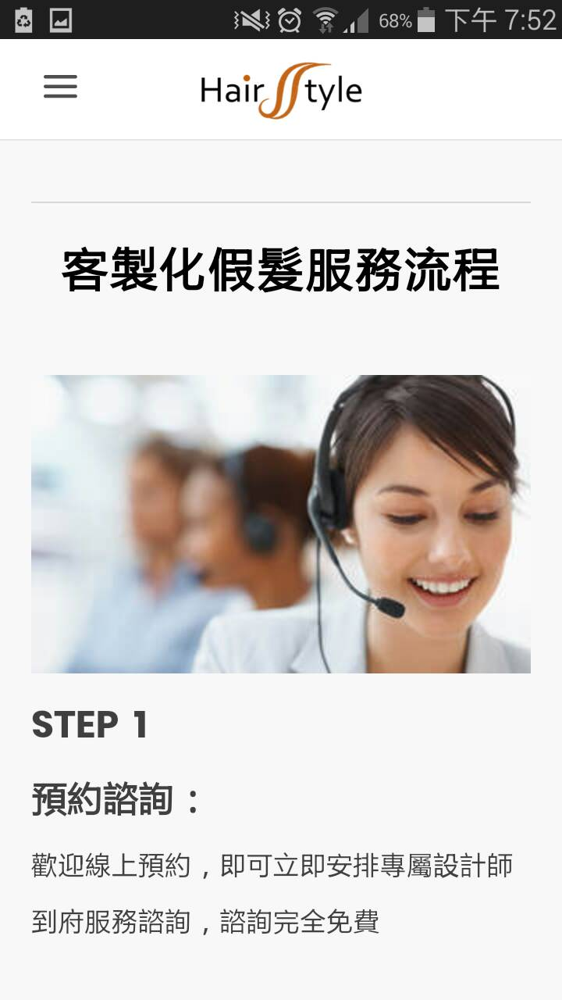 68% 下午 7:52
Hair Style
客製化假髮服務流程
STEP 1
預約諮詢：
歡迎線上預約，即可立即安排專屬設計師
到府服務諮詢，諮詢完全免費